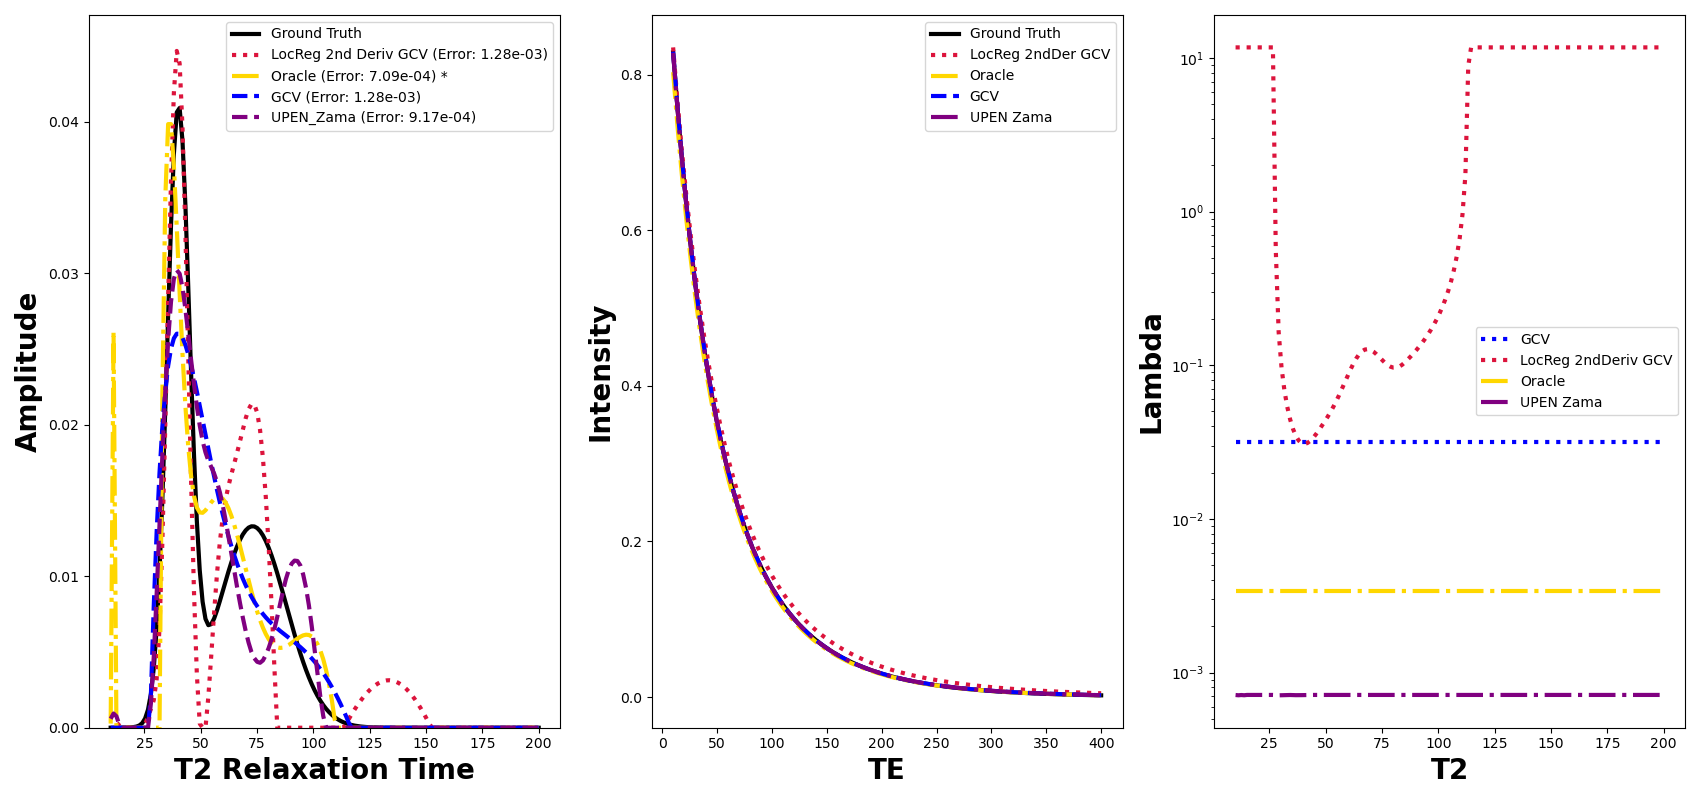 Amplitude
0.04
0.03
0.02
0.01
0.00
25 50 75 100 125 150 175 200
T2 Relaxation Time
Ground Truth
LocReg 2nd Deriv GCV (Error: 1.28e-03)
Oracle (Error: 7.09e-04) *
GCV (Error: 1.28e-03)
UPEN_Zama (Error: 9.17e-04)
Intensity
0.8
0.6
0.4
0.2
0.0
0 50 100 150 200 250 300 350 400
TE
Ground Truth
LocReg 2ndDer GCV
Oracle
GCV
UPEN Zama
Lambda
10¹
10⁰
10⁻¹
10⁻²
10⁻³
25 50 75 100 125 150 175 200
T2
GCV
LocReg 2ndDeriv GCV
Oracle
UPEN Zama